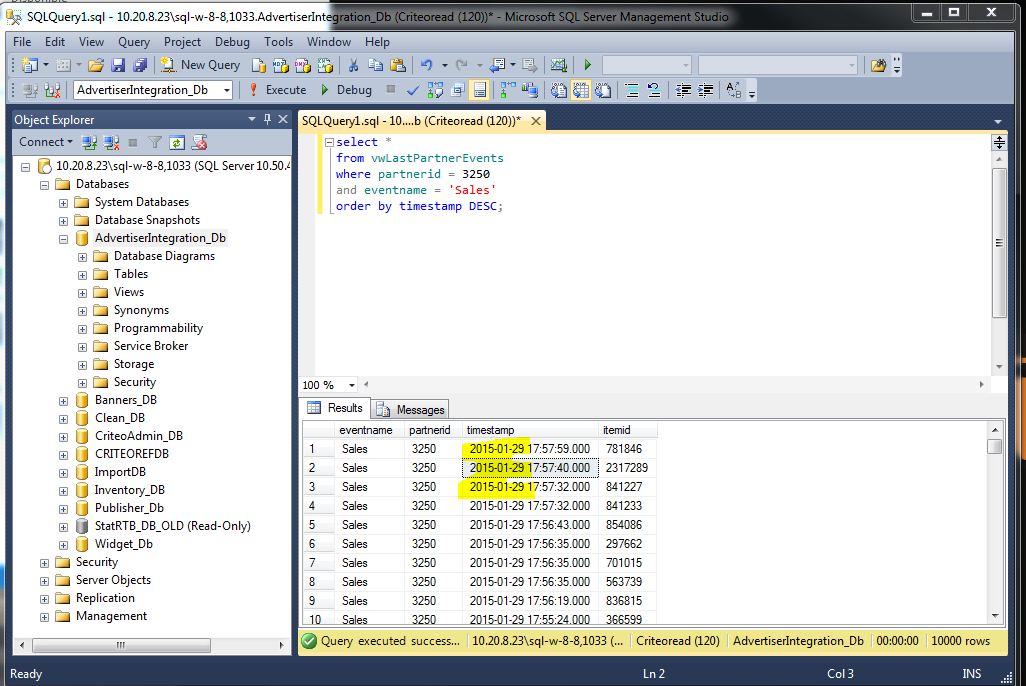 SQLQuery1.sql - 10.20.8.23\sql-w-8-8,1033.AdvertiserIntegration_Db (Criteoread (120))* - Microsoft SQL Server Management Studio
File Edit View Query Project Debug Tools Window Help
New Query
AdvertiserIntegration_Db Execute Debug
Object Explorer
Connect
10.20.8.23\sql-w-8-8,1033 (SQL Server 10.50.4
Databases
System Databases
Database Snapshots
AdvertiserIntegration_Db
Database Diagrams
Tables
Views
Synonyms
Programmability
Service Broker
Storage
Security
Banners_DB
Clean_DB
CriteoAdmin_DB
CRITEOREFDB
ImportDB
Inventory_DB
Publisher_Db
StatRTB_DB_OLD (Read-Only)
Widget_Db
Security
Server Objects
Replication
Management
SQLQuery1.sql - 10....b (Criteoread (120))*
select *
from vwLastPartnerEvents
where partnerid = 3250
and eventname = 'Sales'
order by timestamp DESC;
100 %
Results Messages
eventname partnerid timestamp itemid
1 Sales 3250 2015-01-29 17:57:59.000 781846
2 Sales 3250 2015-01-29 17:57:40.000 2317289
3 Sales 3250 2015-01-29 17:57:32.000 841227
4 Sales 3250 2015-01-29 17:57:32.000 841233
5 Sales 3250 2015-01-29 17:56:43.000 854086
6 Sales 3250 2015-01-29 17:56:35.000 297662
7 Sales 3250 2015-01-29 17:56:35.000 701015
8 Sales 3250 2015-01-29 17:56:35.000 563739
9 Sales 3250 2015-01-29 17:56:19.000 836815
10 Sales 3250 2015-01-29 17:55:24.000 366599
Query executed success... 10.20.8.23\sql-w-8-8,1033 (... Criteoread (120) AdvertiserIntegration_Db 00:00:00 10000 rows
Ready Ln 2 Col 3 INS